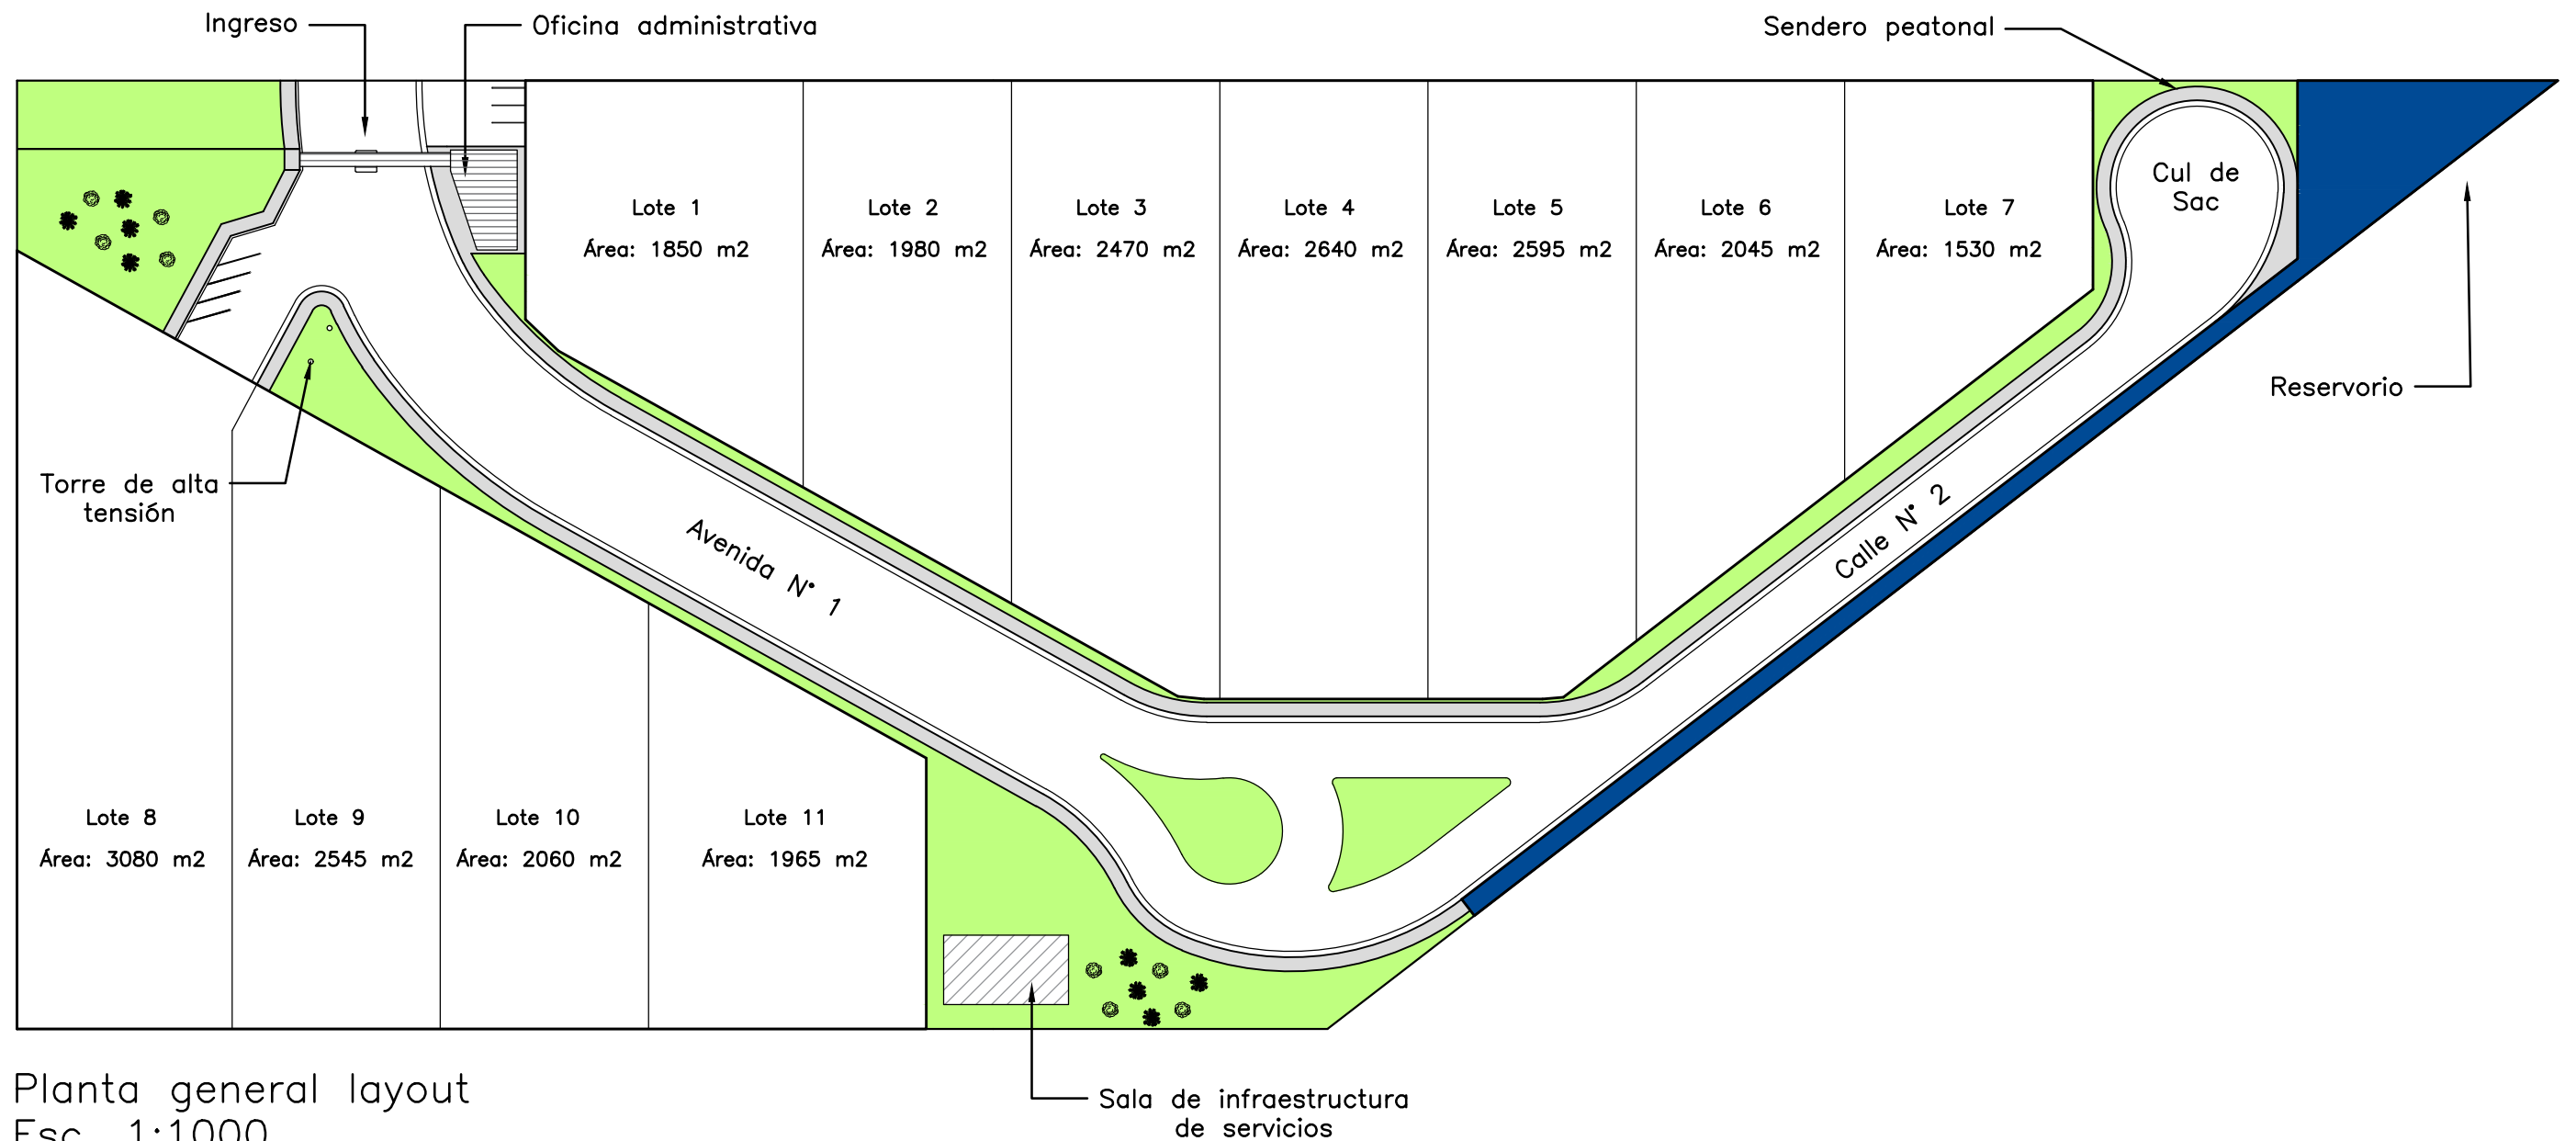 Ingreso
Oficina administrativa
Sendero peatonal
Cul de
Sac
Lote 1
Área: 1850 m2
Lote 2
Área: 1980 m2
Lote 3
Área: 2470 m2
Lote 4
Área: 2640 m2
Lote 5
Área: 2595 m2
Lote 6
Área: 2045 m2
Lote 7
Área: 1530 m2
Reservorio
Torre de alta
tensión
Avenida N° 1
Calle N° 2
Lote 8
Área: 3080 m2
Lote 9
Área: 2545 m2
Lote 10
Área: 2060 m2
Lote 11
Área: 1965 m2
Sala de infraestructura
de servicios
Planta general layout
Esc. 1:1000